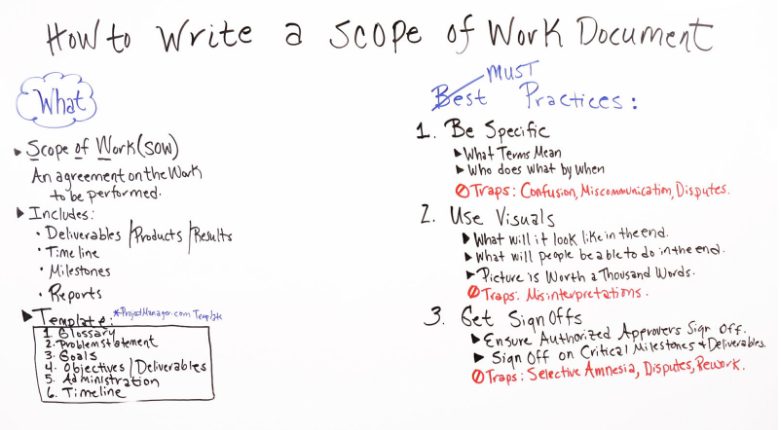 How to Write a Scope of Work Document
What
▸ Scope of Work (SOW)
An agreement on the Work
to be performed.
▸ Includes:
• Deliverables / Products / Results
• Timeline
• Milestones
• Reports
▸ Template: *ProjectManager.com Template
1. Glossary
2. Problem Statement
3. Goals
4. Objectives / Deliverables
5. Administration
6. Timeline
MUST
Best Practices:
1. Be Specific
▸ What Terms Mean
▸ Who does what by when
Traps: Confusion, Miscommunication, Disputes.
2. Use Visuals
▸ What will it look like in the end.
▸ What will people be able to do in the end.
▸ Picture is Worth a Thousand Words.
Traps: Misinterpretations.
3. Get Sign Offs
▸ Ensure Authorized Approvers Sign Off.
▸ Sign Off on Critical Milestones + Deliverables.
Traps: Selective Amnesia, Disputes, Rework.